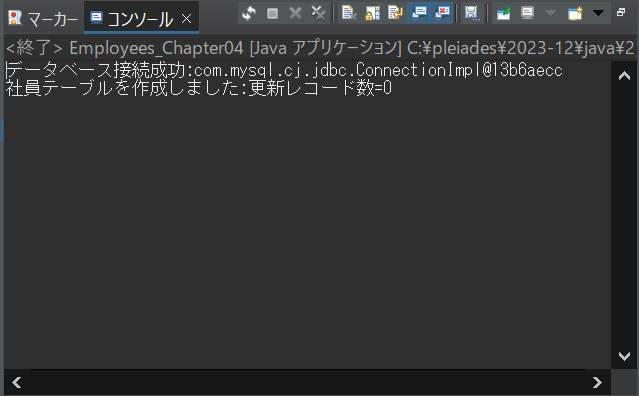 マーカー コンソール ×
<終了> Employees_Chapter04 [Java アプリケーション] C:¥pleiades¥2023-12¥java¥2
データベース接続成功:com.mysql.cj.jdbc.ConnectionImpl@13b6aecc
社員テーブルを作成しました:更新レコード数=0